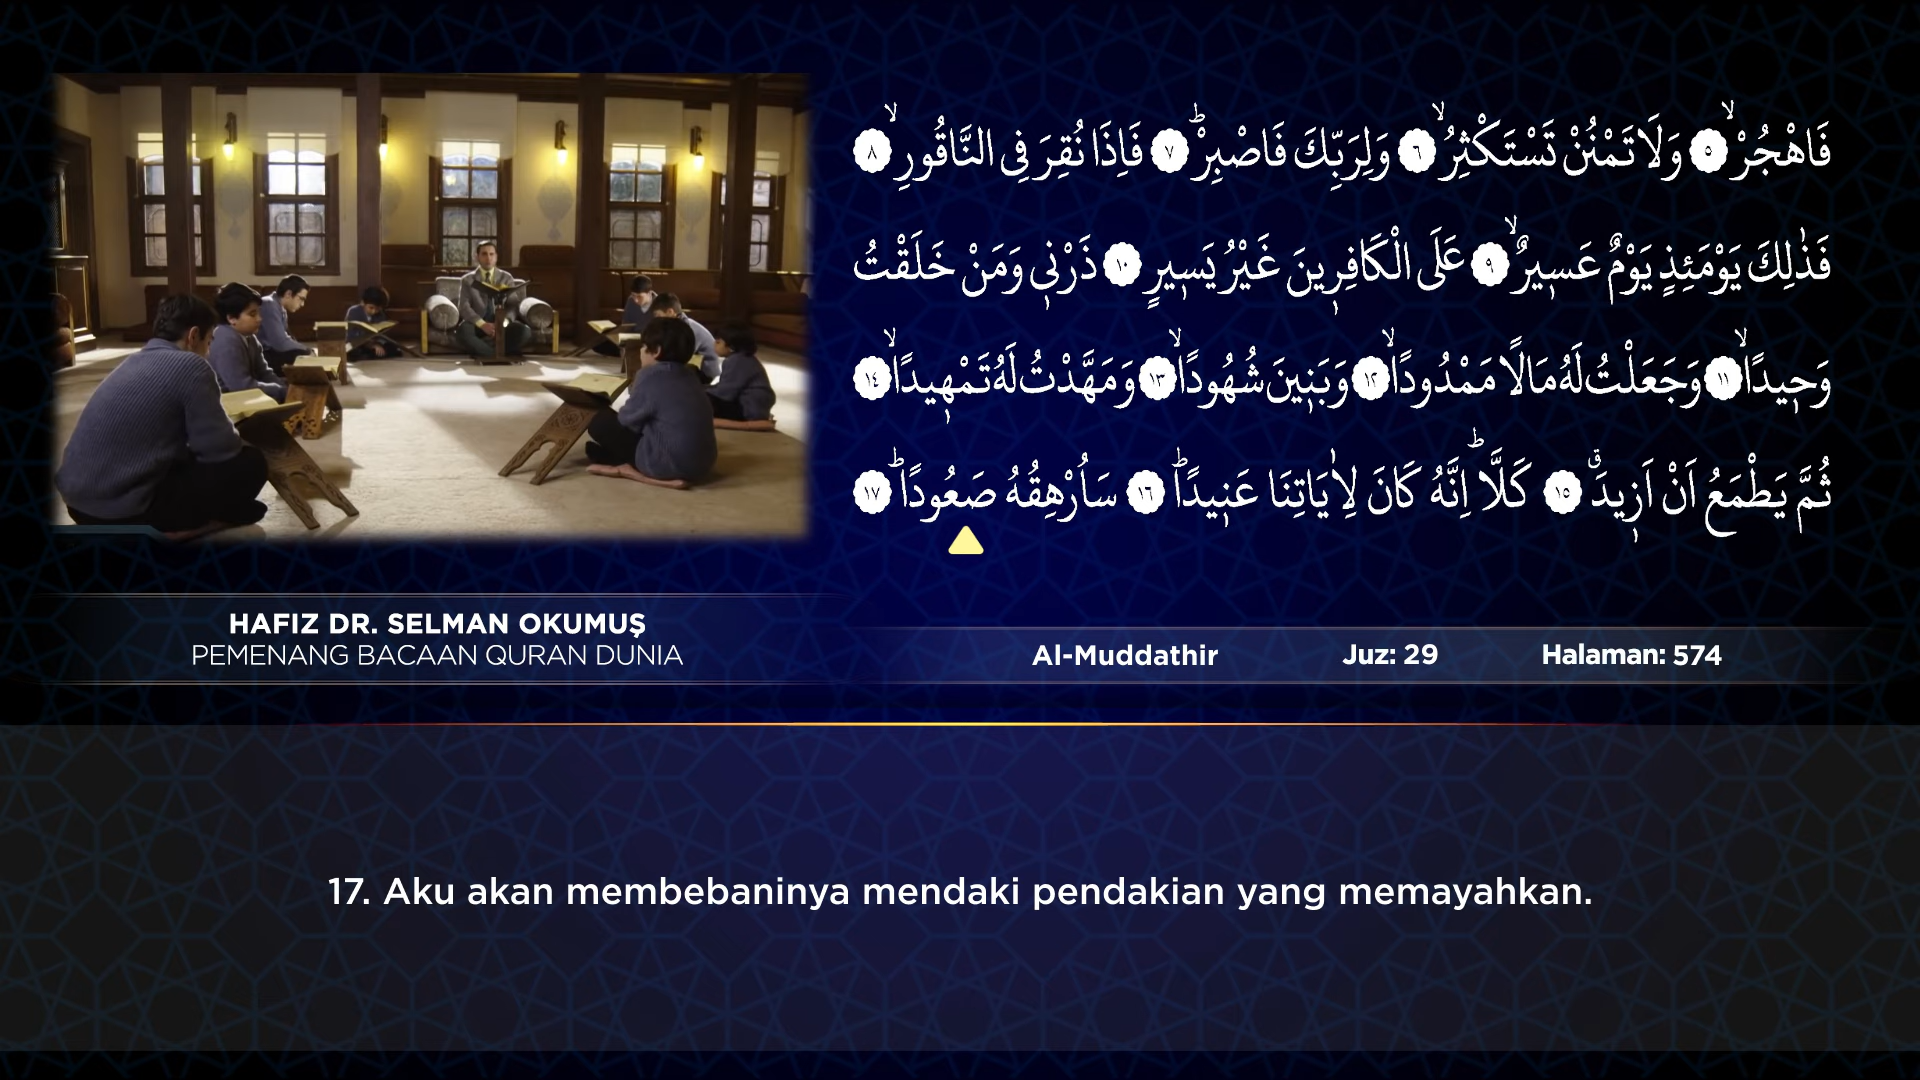 فَاهْجُرْۙ ﴿٥﴾ وَلَا تَمْنُنْ تَسْتَكْثِرُۙ ﴿٦﴾ وَلِرَبِّكَ فَاصْبِرْۜ ﴿٧﴾ فَاِذَا نُقِرَ فِى النَّاقُورِۙ ﴿٨﴾
فَذٰلِكَ يَوْمَئِذٍ يَوْمٌ عَسٖيرٌۙ ﴿٩﴾ عَلَى الْكَافِرٖينَ غَيْرُ يَسٖيرٍ ﴿١٠﴾ ذَرْنٖى وَمَنْ خَلَقْتُ
وَحٖيدًاۙ ﴿١١﴾ وَجَعَلْتُ لَهُ مَالًا مَمْدُودًاۙ ﴿١٢﴾ وَبَنٖينَ شُهُودًاۙ ﴿١٣﴾ وَمَهَّدْتُ لَهُ تَمْهٖيدًاۙ ﴿١٤﴾
ثُمَّ يَطْمَعُ اَنْ اَزٖيدَۗ ﴿١٥﴾ كَلَّاۜ اِنَّهُ كَانَ لِاٰيَاتِنَا عَنٖيدًاۜ ﴿١٦﴾ سَاُرْهِقُهُ صَعُودًاۜ ﴿١٧﴾
HAFIZ DR. SELMAN OKUMUŞ
PEMENANG BACAAN QURAN DUNIA
Al-Muddathir Juz: 29 Halaman: 574
17. Aku akan membebaninya mendaki pendakian yang memayahkan.